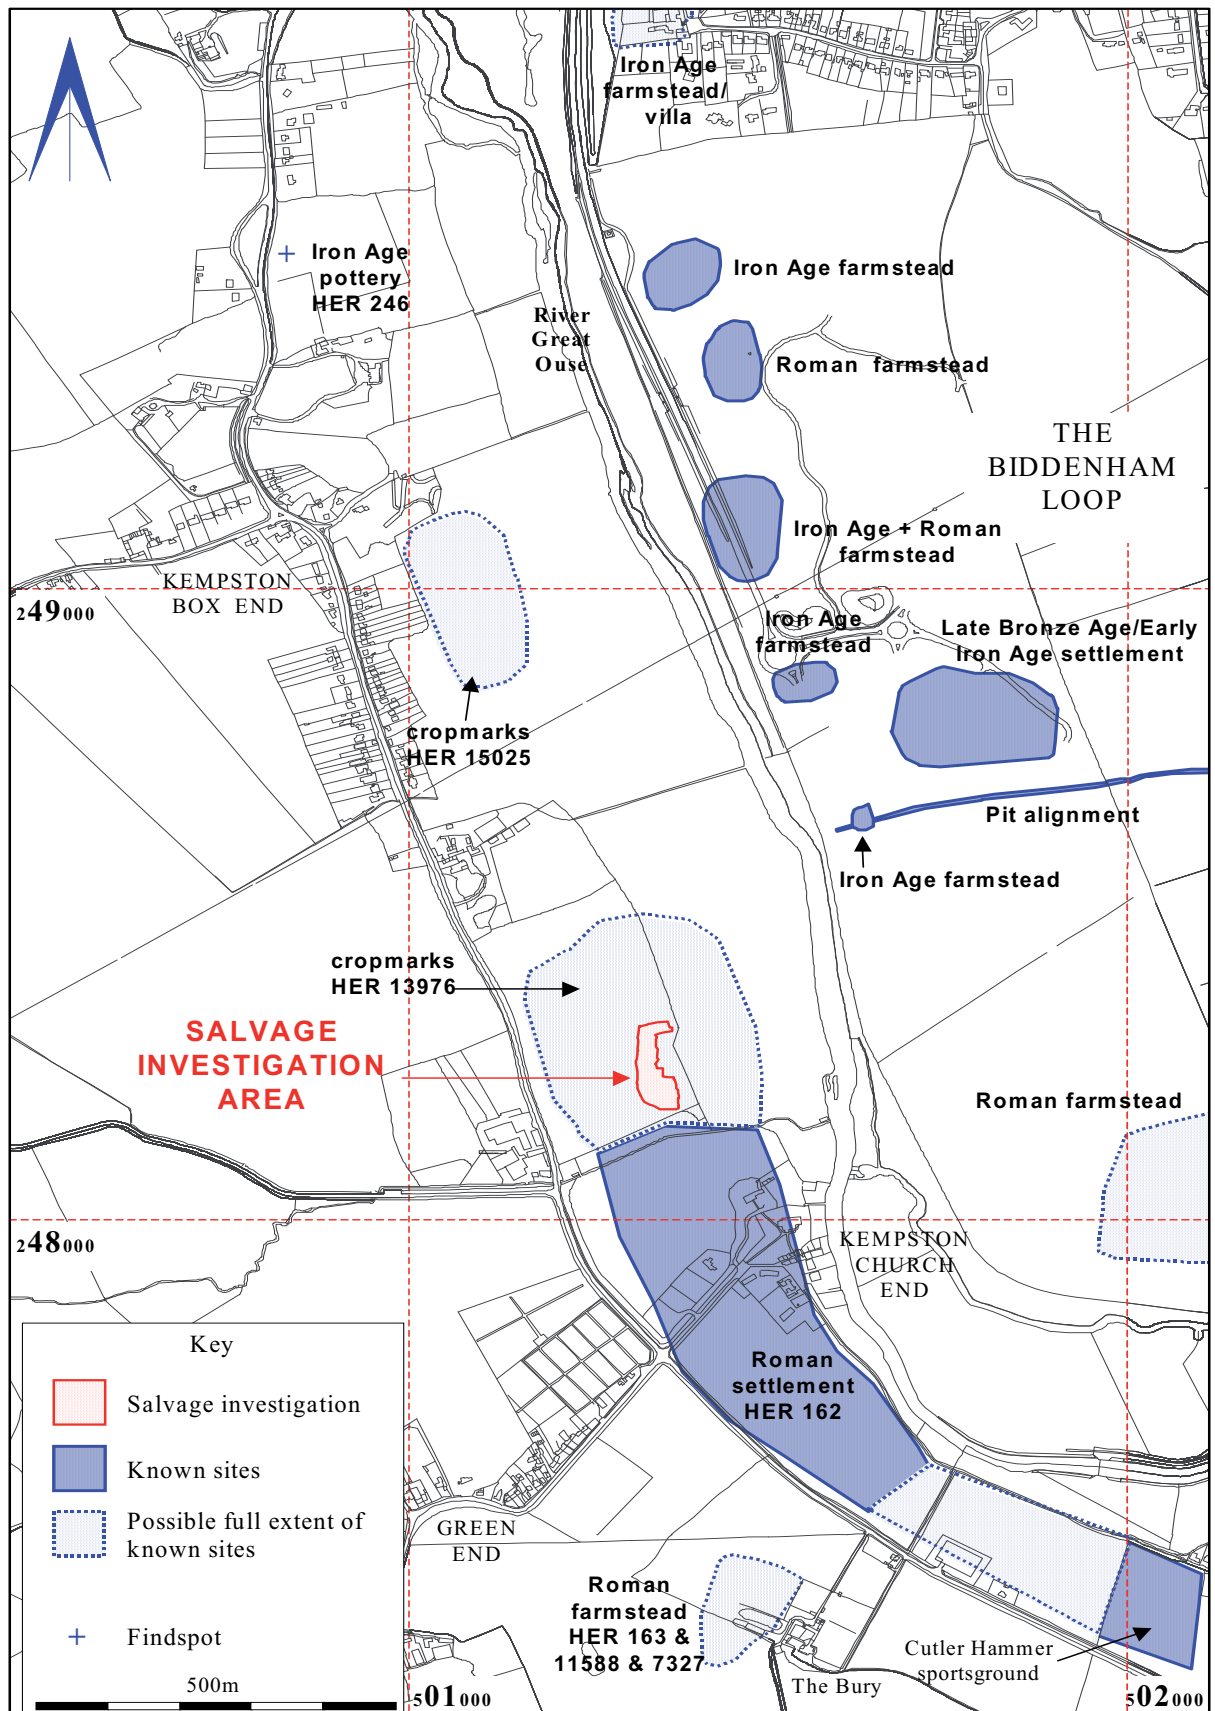 Iron Age
farmstead/
villa
Iron Age
pottery
HER 246
Iron Age farmstead
River
Great
Ouse
Roman farmstead
THE
BIDDENHAM
LOOP
Iron Age + Roman
farmstead
KEMPSTON
BOX END
249000
Iron Age
farmstead
Late Bronze Age/Early
Iron Age settlement
cropmarks
HER 15025
Pit alignment
Iron Age farmstead
cropmarks
HER 13976
SALVAGE
INVESTIGATION
AREA
Roman farmstead
248000
KEMPSTON
CHURCH
END
Roman
settlement
HER 162
Key
Salvage investigation
Known sites
Possible full extent of
known sites
Findspot
500m
GREEN
END
Roman
farmstead
HER 163 &
11588 & 7327
The Bury
Cutler Hammer
sportsground
501000
502000